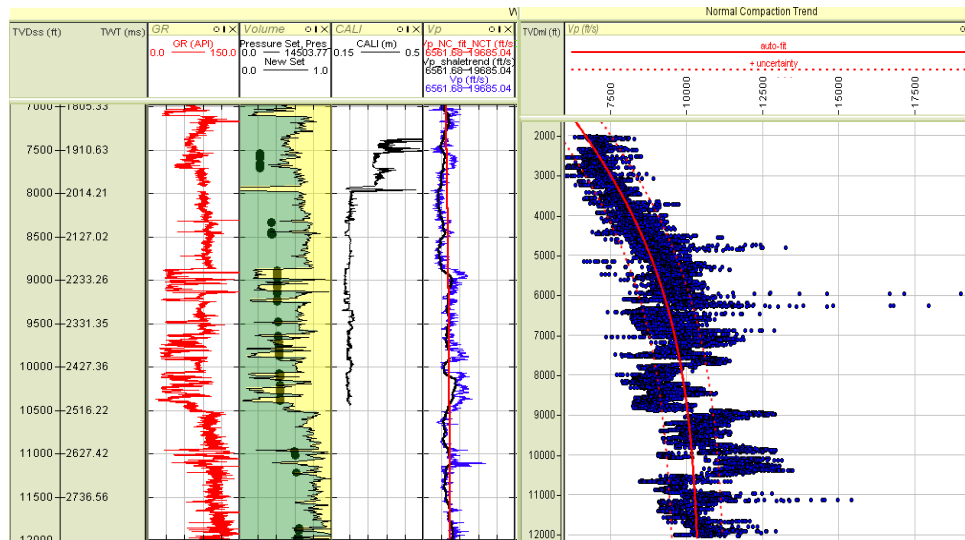 W
Normal Compaction Trend
TVDss (ft)
TWT (ms)
GR
Volume
CALI
Vp
TVDml (ft)
Vp (ft/s)
GR (API)
0.0
150.0
Pressure Set, Pres
0.0
14503.77
New Set
0.0
1.0
CALI (m)
0.15
0.5
Vp_NC_fit_NCT (ft/s)
6561.68
19685.04
Vp_shaletrend (ft/s)
6561.68
19685.04
Vp (ft/s)
6561.68
19685.04
auto-fit
+ uncertainty
7500
10000
12500
15000
17500
7000
1805.33
7500
1910.63
8000
2014.21
8500
2127.02
9000
2233.26
9500
2331.35
10000
2427.36
10500
2516.22
11000
2627.42
11500
2736.56
12000
2000
3000
4000
5000
6000
7000
8000
9000
10000
11000
12000